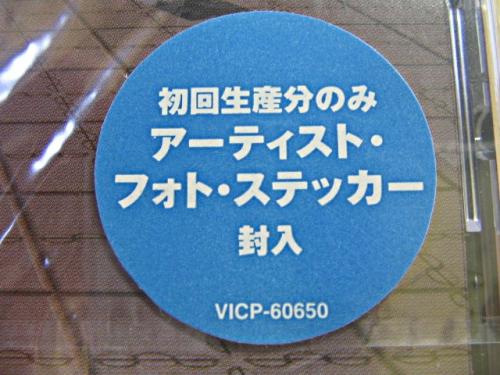 初回生産分のみ
アーティスト・
フォト・ステッカー
封入
VICP-60650